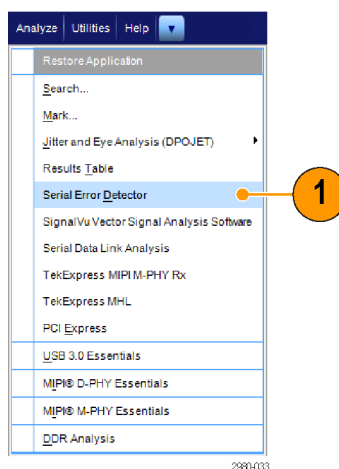 Analyze Utilities Help
Restore Application
Search...
Mark...
Jitter and Eye Analysis (DPOJET)
Results Table
Serial Error Detector
1
SignalVu Vector Signal Analysis Software
Serial Data Link Analysis
TekExpress MIPI M-PHY Rx
TekExpress MHL
PCI Express
USB 3.0 Essentials
MIPI® D-PHY Essentials
MIPI® M-PHY Essentials
DDR Analysis
2980-033